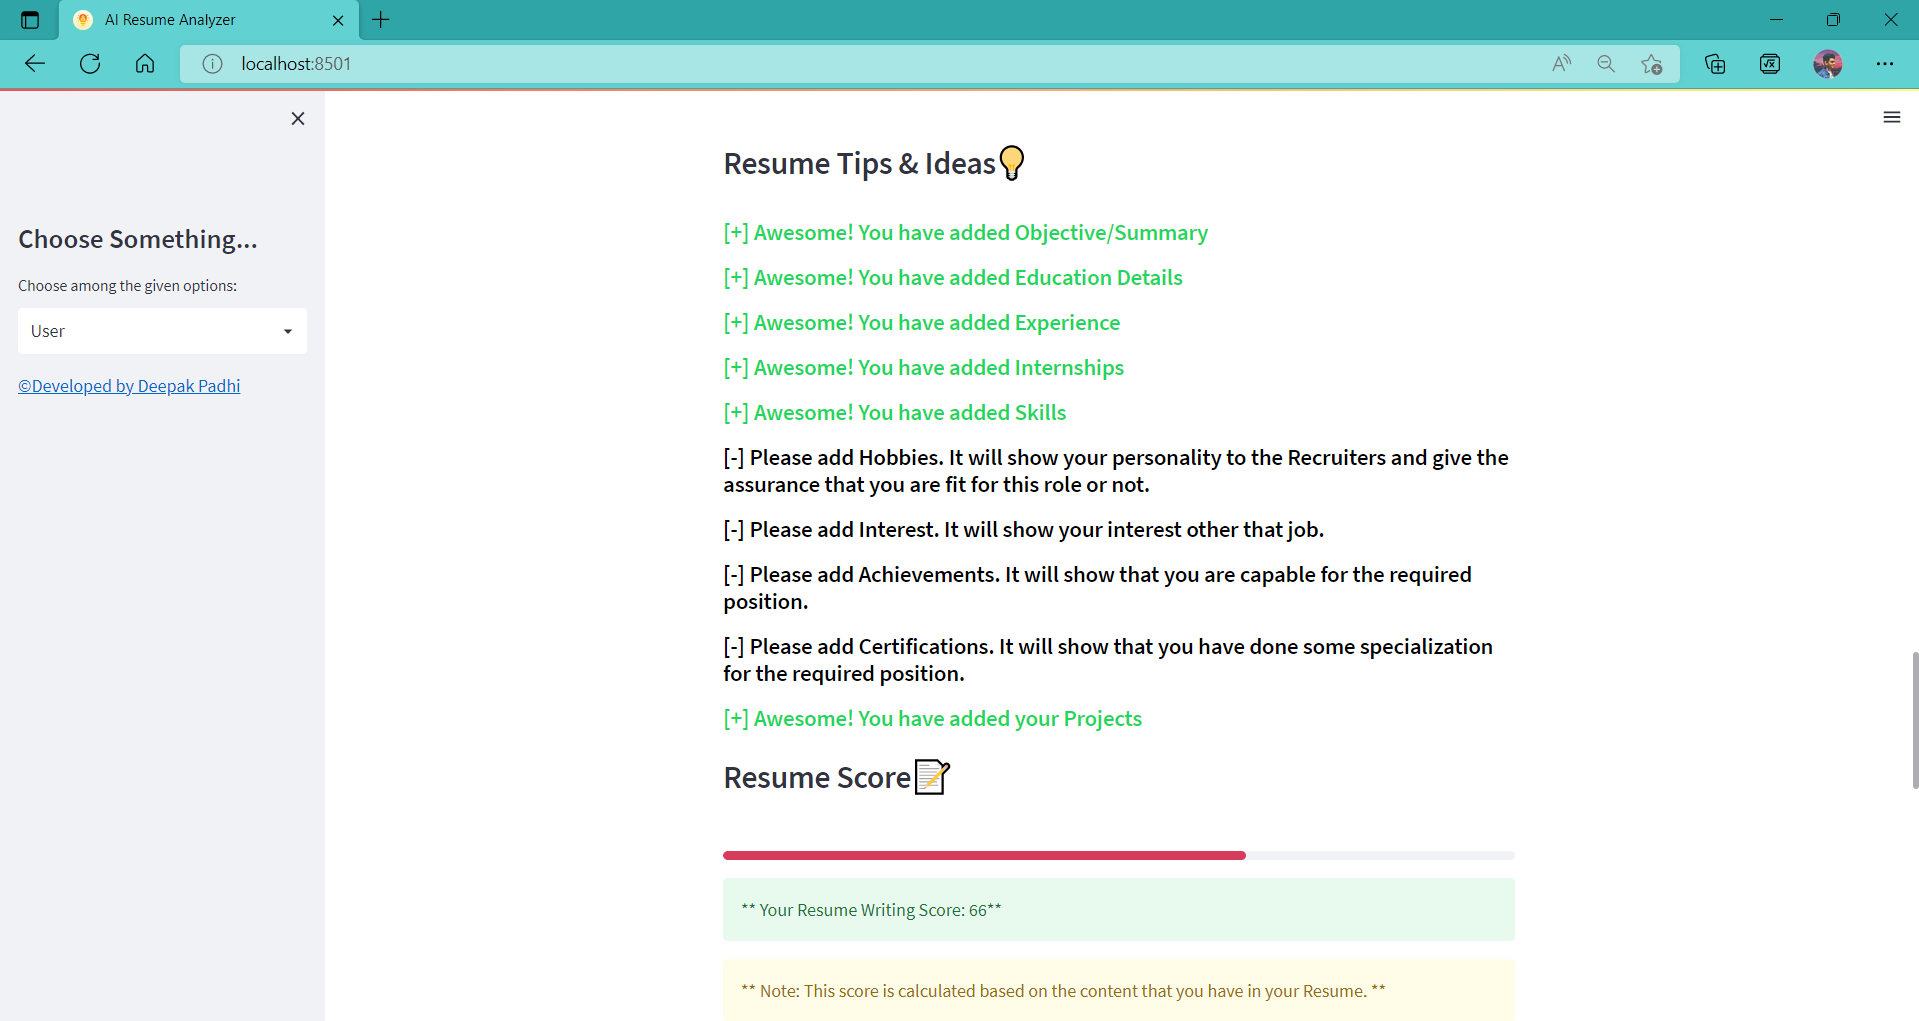 AI Resume Analyzer
localhost:8501
Choose Something...
Choose among the given options:
User
©Developed by Deepak Padhi
Resume Tips & Ideas
[+] Awesome! You have added Objective/Summary
[+] Awesome! You have added Education Details
[+] Awesome! You have added Experience
[+] Awesome! You have added Internships
[+] Awesome! You have added Skills
[-] Please add Hobbies. It will show your personality to the Recruiters and give the
assurance that you are fit for this role or not.
[-] Please add Interest. It will show your interest other that job.
[-] Please add Achievements. It will show that you are capable for the required
position.
[-] Please add Certifications. It will show that you have done some specialization
for the required position.
[+] Awesome! You have added your Projects
Resume Score
** Your Resume Writing Score: 66**
** Note: This score is calculated based on the content that you have in your Resume. **